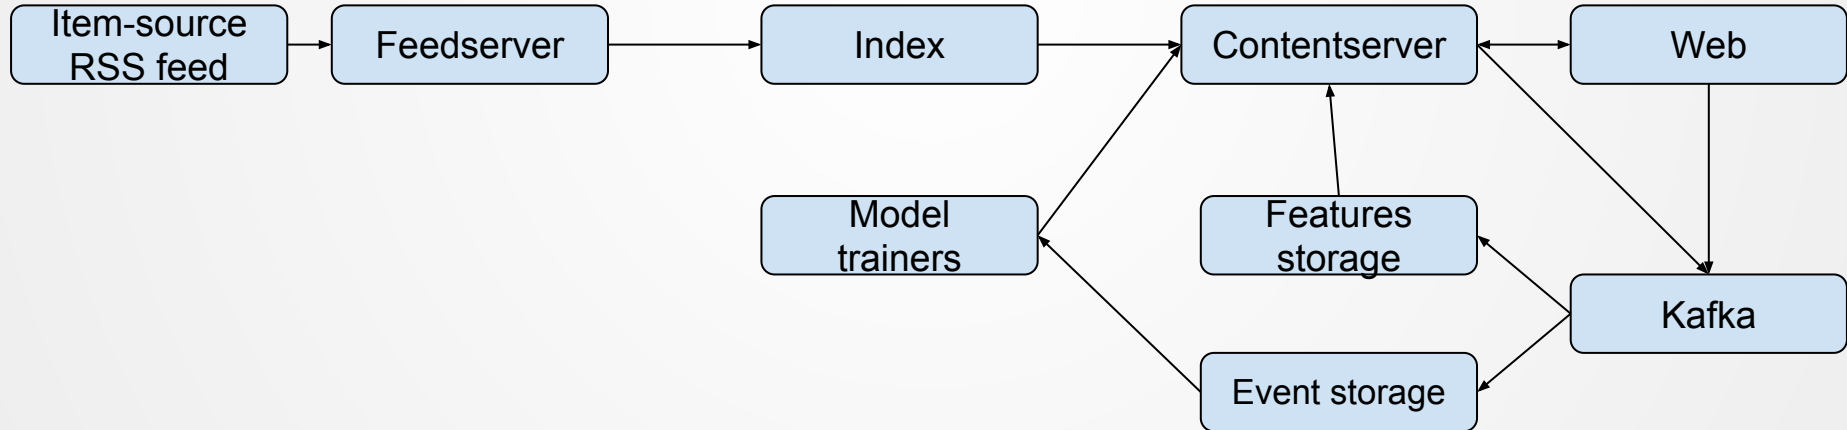 Item-source
RSS feed
Feedserver
Index
Contentserver
Web
Model
trainers
Features
storage
Kafka
Event storage